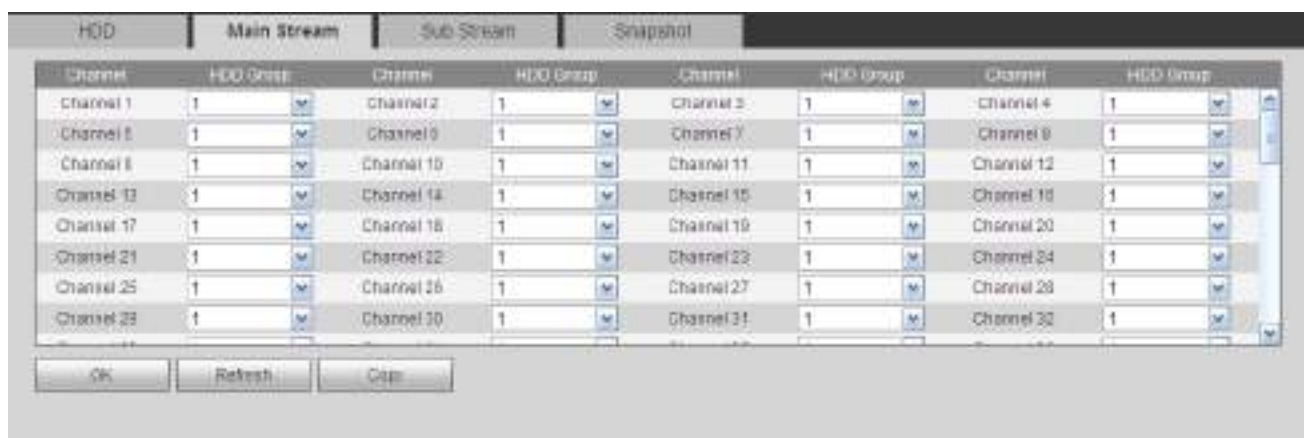 HDD Main Stream Sub Stream Snapshot
Channel HDD Group Channel HDD Group Channel HDD Group Channel HDD Group
Channel 1 1 Channel 2 1 Channel 3 1 Channel 4 1
Channel 5 1 Channel 6 1 Channel 7 1 Channel 8 1
Channel 9 1 Channel 10 1 Channel 11 1 Channel 12 1
Channel 13 1 Channel 14 1 Channel 15 1 Channel 16 1
Channel 17 1 Channel 18 1 Channel 19 1 Channel 20 1
Channel 21 1 Channel 22 1 Channel 23 1 Channel 24 1
Channel 25 1 Channel 26 1 Channel 27 1 Channel 28 1
Channel 29 1 Channel 30 1 Channel 31 1 Channel 32 1
OK Refresh Copy